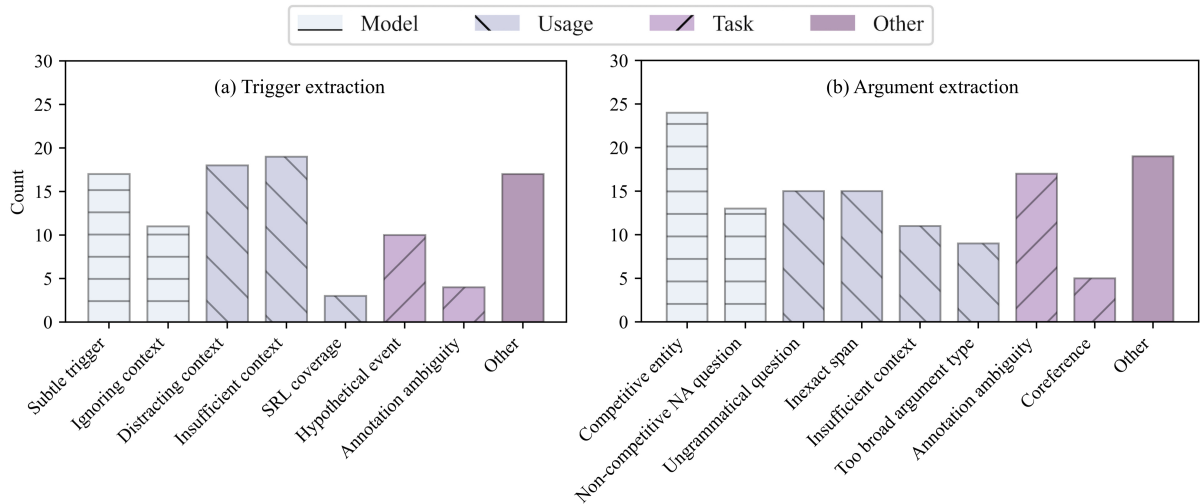 Model Usage Task Other
(a) Trigger extraction
Count
30
25
20
15
10
5
0
Subtle trigger
Ignoring context
Distracting context
Insufficient context
SRL coverage
Hypothetical event
Annotation ambiguity
Other
(b) Argument extraction
30
25
20
15
10
5
0
Competitive entity
Non-competitive NA question
Ungrammatical question
Inexact span
Insufficient context
Too broad argument type
Annotation ambiguity
Coreference
Other